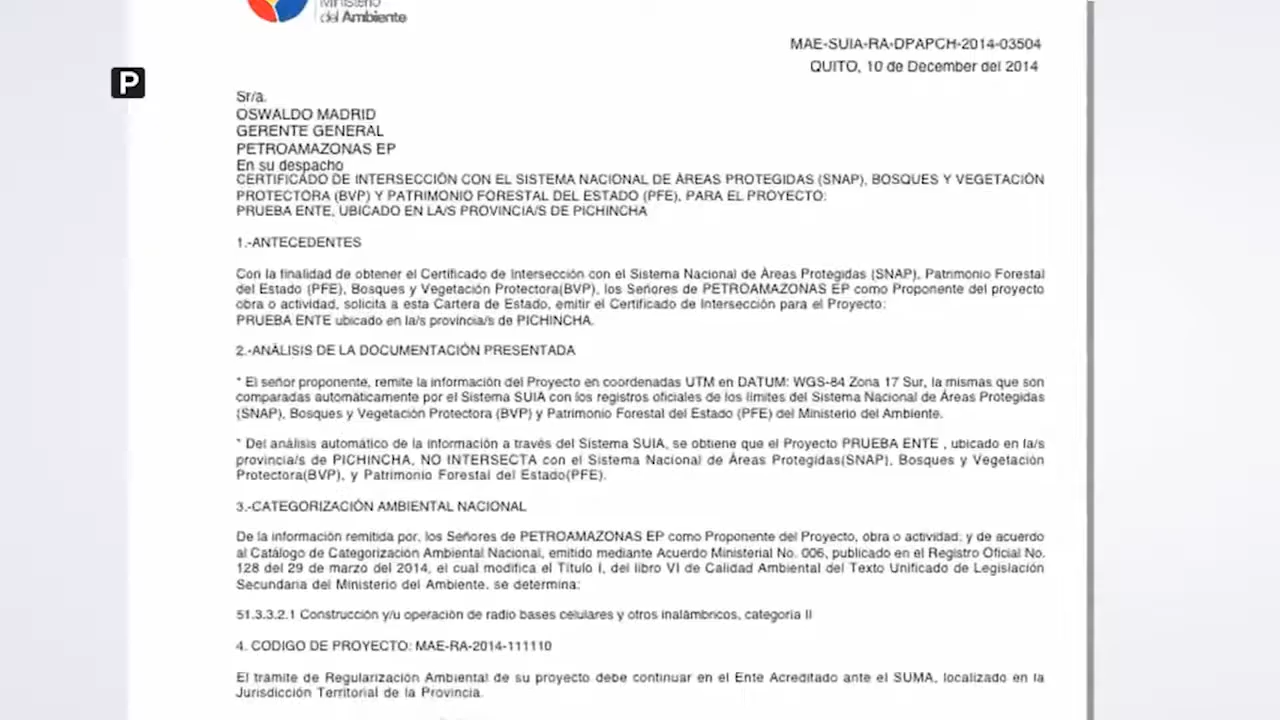 Ministerio
del Ambiente
MAE-SUIA-RA-DPAPCH-2014-03504
QUITO, 10 de December del 2014
P
Sr/a.
OSWALDO MADRID
GERENTE GENERAL
PETROAMAZONAS EP
En su despacho
CERTIFICADO DE INTERSECCIÓN CON EL SISTEMA NACIONAL DE ÁREAS PROTEGIDAS (SNAP), BOSQUES Y VEGETACIÓN
PROTECTORA (BVP) Y PATRIMONIO FORESTAL DEL ESTADO (PFE), PARA EL PROYECTO:
PRUEBA ENTE, UBICADO EN LA/S PROVINCIA/S DE PICHINCHA
1.-ANTECEDENTES
Con la finalidad de obtener el Certificado de Intersección con el Sistema Nacional de Áreas Protegidas (SNAP), Patrimonio Forestal
del Estado (PFE), Bosques y Vegetación Protectora(BVP), los Señores de PETROAMAZONAS EP como Proponente del proyecto
obra o actividad, solicita a esta Cartera de Estado, emitir el Certificado de Intersección para el Proyecto:
PRUEBA ENTE ubicado en la/s provincia/s de PICHINCHA.
2.-ANÁLISIS DE LA DOCUMENTACIÓN PRESENTADA
* El señor proponente, remite la información del Proyecto en coordenadas UTM en DATUM: WGS-84 Zona 17 Sur, la mismas que son
comparadas automáticamente por el Sistema SUIA con los registros oficiales de los límites del Sistema Nacional de Áreas Protegidas
(SNAP), Bosques y Vegetación Protectora (BVP) y Patrimonio Forestal del Estado (PFE) del Ministerio del Ambiente.
* Del análisis automático de la información a través del Sistema SUIA, se obtiene que el Proyecto PRUEBA ENTE , ubicado en la/s
provincia/s de PICHINCHA, NO INTERSECTA con el Sistema Nacional de Áreas Protegidas(SNAP), Bosques y Vegetación
Protectora(BVP), y Patrimonio Forestal del Estado(PFE).
3.-CATEGORIZACIÓN AMBIENTAL NACIONAL
De la información remitida por, los Señores de PETROAMAZONAS EP como Proponente del Proyecto, obra o actividad; y de acuerdo
al Catálogo de Categorización Ambiental Nacional, emitido mediante Acuerdo Ministerial No. 006, publicado en el Registro Oficial No.
128 del 29 de marzo del 2014, el cual modifica el Título I, del libro VI de Calidad Ambiental del Texto Unificado de Legislación
Secundaria del Ministerio del Ambiente, se determina:
51.3.3.2.1 Construcción y/u operación de radio bases celulares y otros inalámbricos, categoría II
4. CODIGO DE PROYECTO: MAE-RA-2014-111110
El trámite de Regularización Ambiental de su proyecto debe continuar en el Ente Acreditado ante el SUMA, localizado en la
Jurisdicción Territorial de la Provincia.